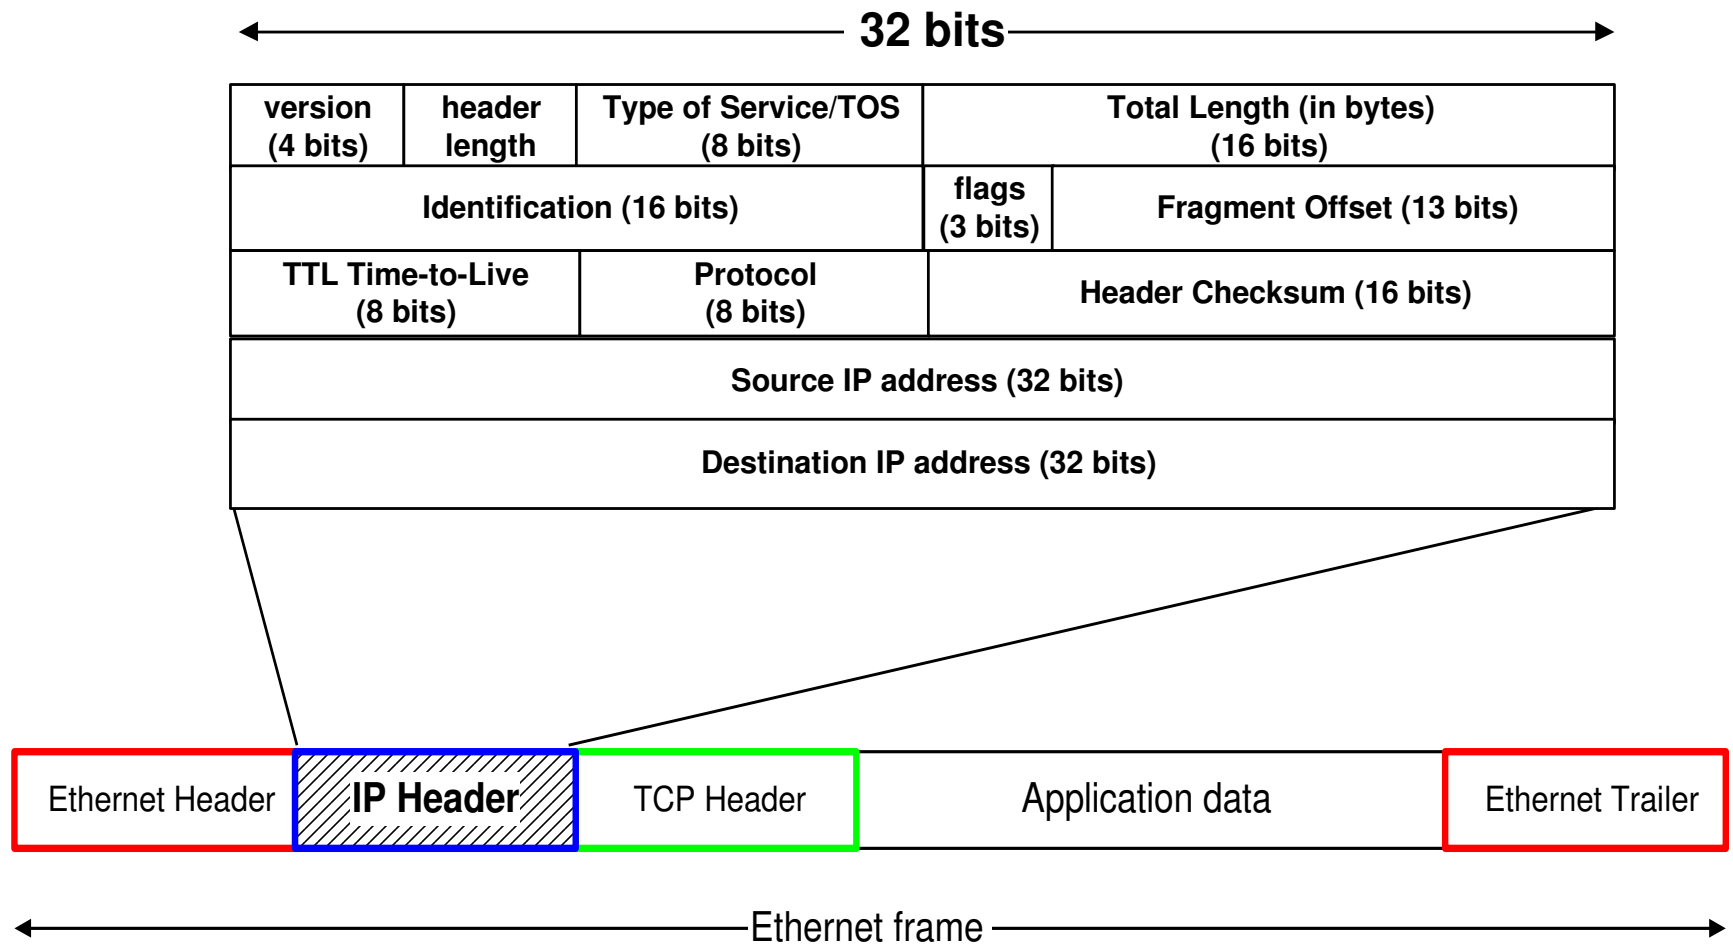 32 bits
version
(4 bits)
header
length
Type of Service/TOS
(8 bits)
Total Length (in bytes)
(16 bits)
Identification (16 bits)
flags
(3 bits)
Fragment Offset (13 bits)
TTL Time-to-Live
(8 bits)
Protocol
(8 bits)
Header Checksum (16 bits)
Source IP address (32 bits)
Destination IP address (32 bits)
Ethernet Header
IP Header
TCP Header
Application data
Ethernet Trailer
Ethernet frame